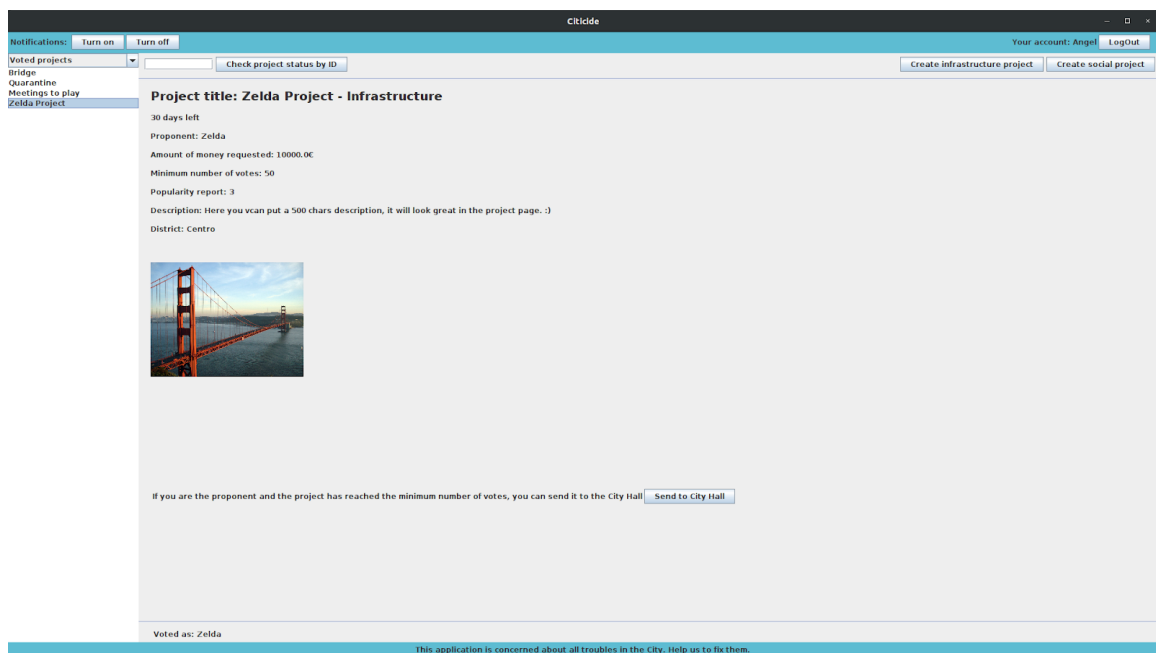 Citicide
Notifications: Turn on Turn off Your account: Angel LogOut
Voted projects Check project status by ID Create infrastructure project Create social project
Bridge
Quarantine
Meetings to play
Zelda Project
Project title: Zelda Project - Infrastructure
30 days left
Proponent: Zelda
Amount of money requested: 10000.0€
Minimum number of votes: 50
Popularity report: 3
Description: Here you vcan put a 500 chars description, it will look great in the project page. :)
District: Centro
If you are the proponent and the project has reached the minimum number of votes, you can send it to the City Hall Send to City Hall
Voted as: Zelda
This application is concerned about all troubles in the City. Help us to fix them.